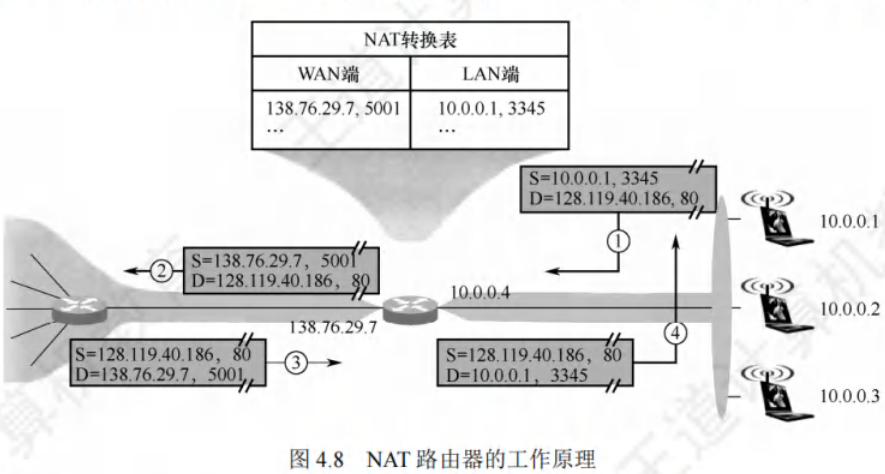 NAT转换表
WAN端 LAN端
138.76.29.7, 5001 10.0.0.1, 3345
… …
S=10.0.0.1, 3345
D=128.119.40.186, 80
①
10.0.0.1
S=138.76.29.7, 5001
D=128.119.40.186, 80
②
10.0.0.4
10.0.0.2
138.76.29.7
④
S=128.119.40.186, 80
D=138.76.29.7, 5001
③
S=128.119.40.186, 80
D=10.0.0.1, 3345
10.0.0.3
图 4.8 NAT 路由器的工作原理